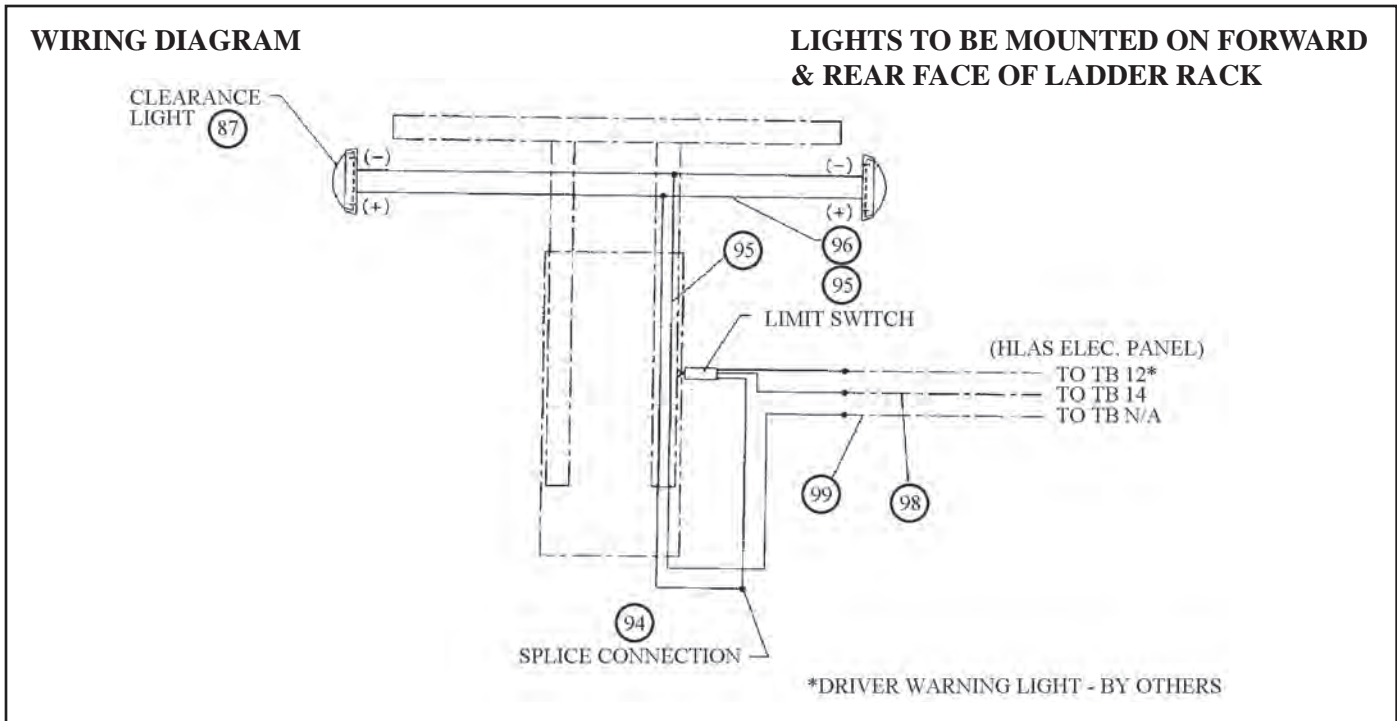 WIRING DIAGRAM
LIGHTS TO BE MOUNTED ON FORWARD
& REAR FACE OF LADDER RACK
CLEARANCE
LIGHT 87
(-)
(-)
(+)
(+)
95
96
95
LIMIT SWITCH
(HLAS ELEC. PANEL)
TO TB 12*
TO TB 14
TO TB N/A
99
98
94
SPLICE CONNECTION
*DRIVER WARNING LIGHT - BY OTHERS